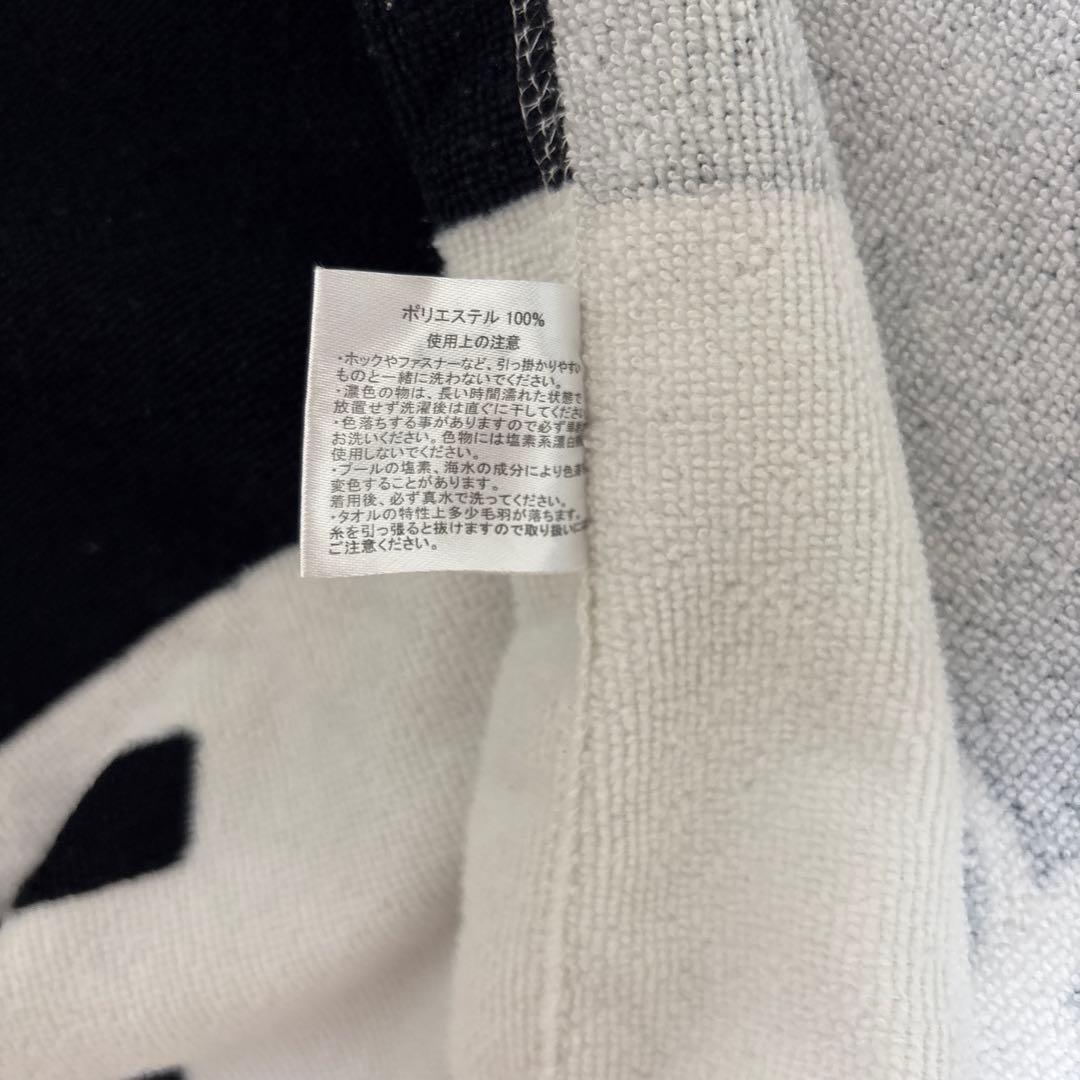 ポリエステル 100%
使用上の注意
・ホックやファスナーなど、引っ掛かりやすい
ものと一緒に洗わないでください。
・濃色の物は、長い時間濡れた状態で
放置せず洗濯後は直ぐに干してくださ
・色落ちする事がありますので必ず単
お洗いください。色物には塩素系漂白
使用しないでください。
・プールの塩素、海水の成分により色
変色することがあります。
着用後、必ず真水で洗ってください。
・タオルの特性上多少毛羽が落ちます。
糸を引っ張ると抜けますので取り扱いに
ご注意ください。